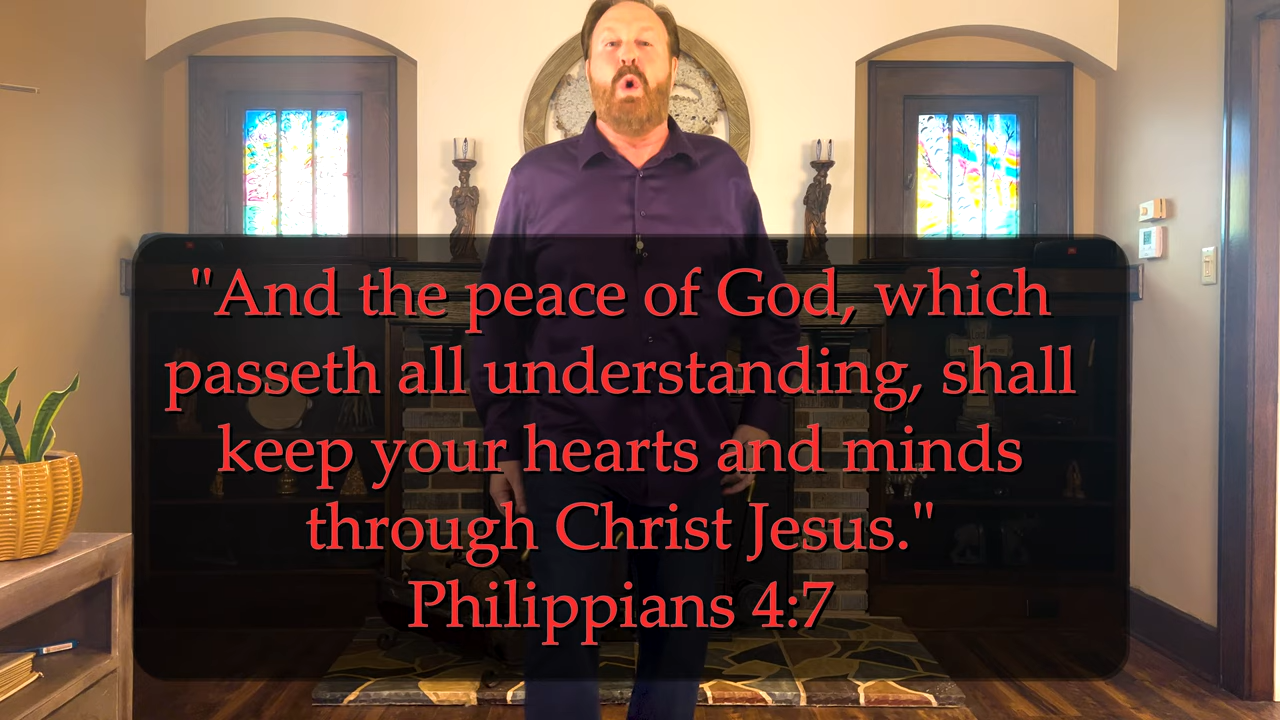 "And the peace of God, which
passeth all understanding, shall
keep your hearts and minds
through Christ Jesus."
Philippians 4:7